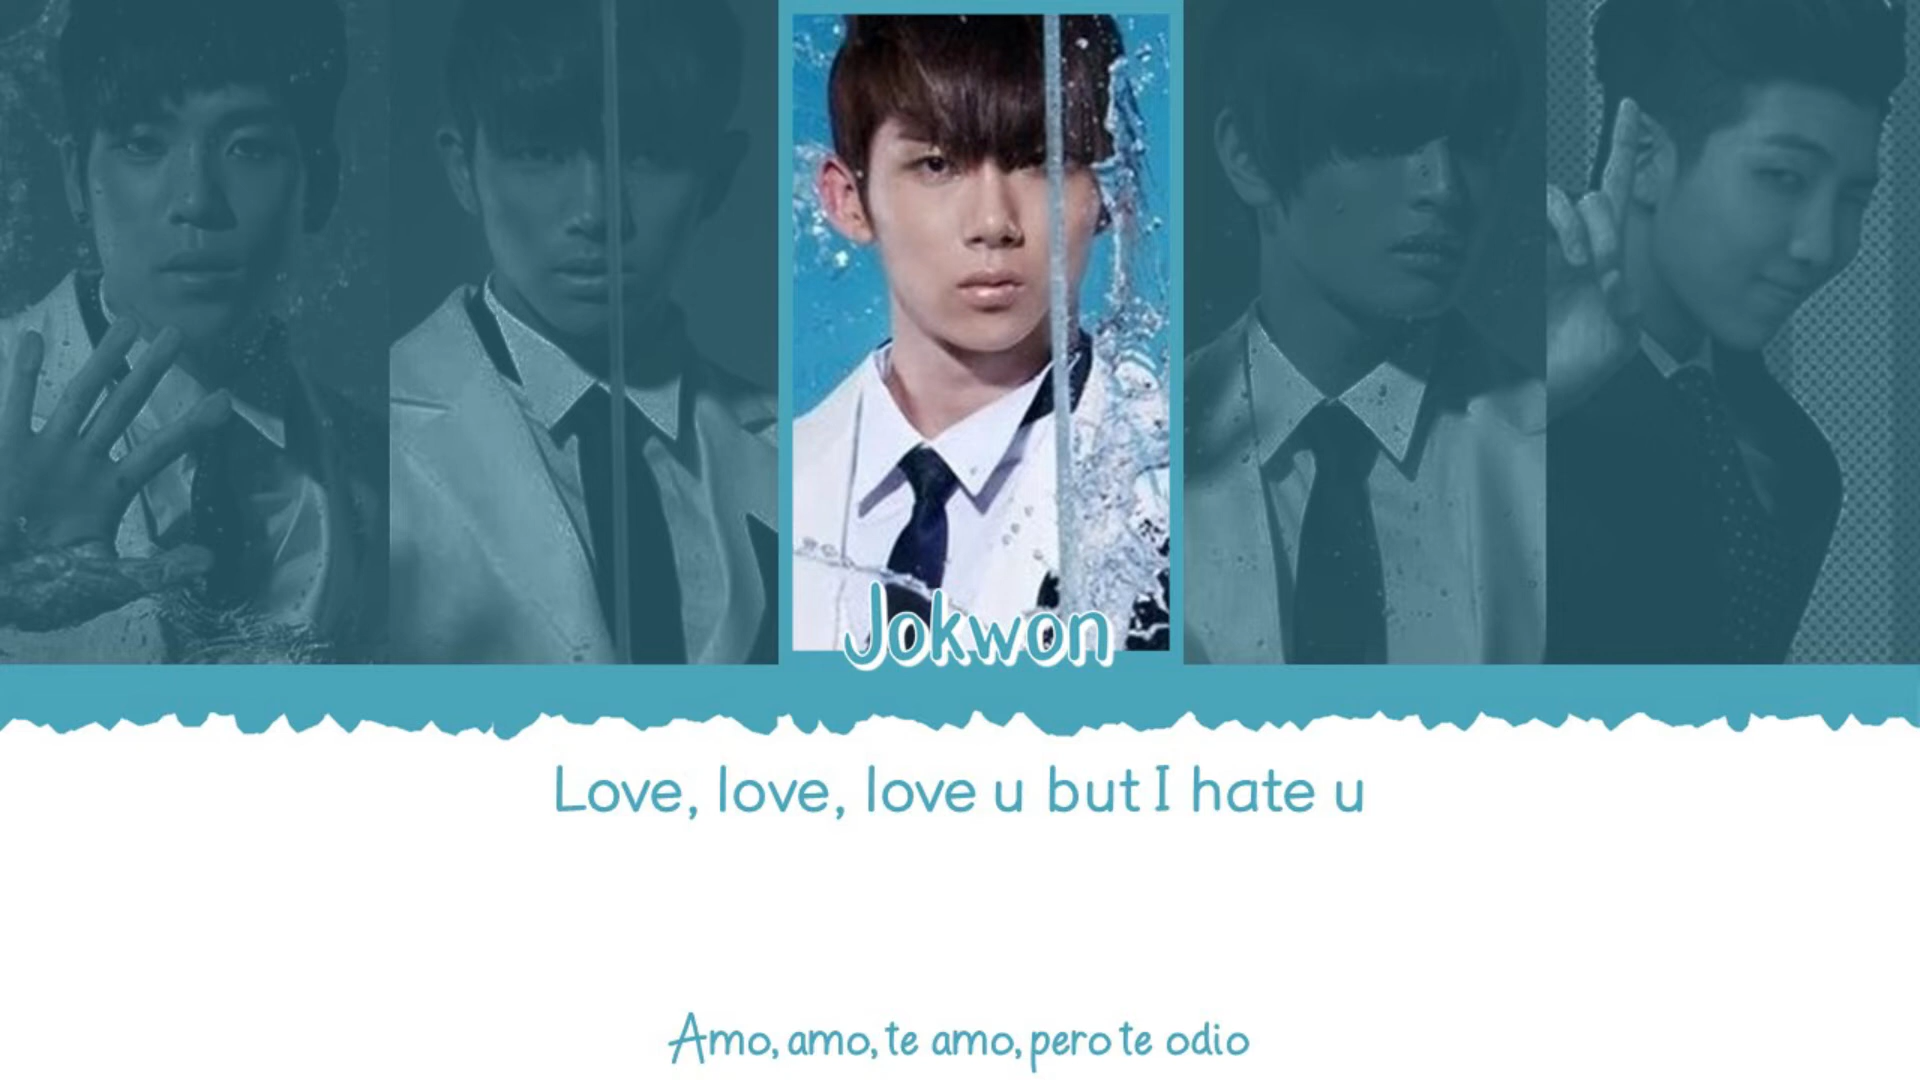 Jokwon
Love, love, love u but I hate u
Amo, amo, te amo, pero te odio